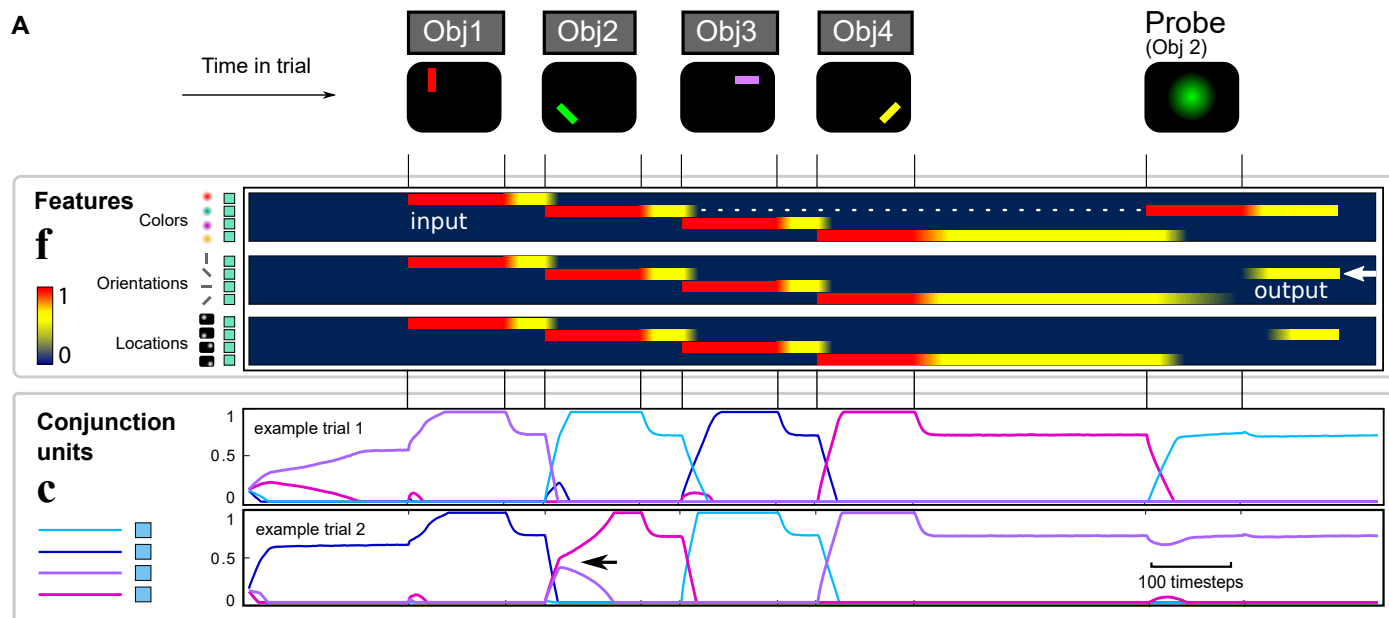 A
Time in trial
Obj1
Obj2
Obj3
Obj4
Probe
(Obj 2)
Features
f
Colors
Orientations
Locations
1
0
input
output
Conjunction
units
c
1
0.5
0
example trial 1
1
0.5
0
example trial 2
100 timesteps